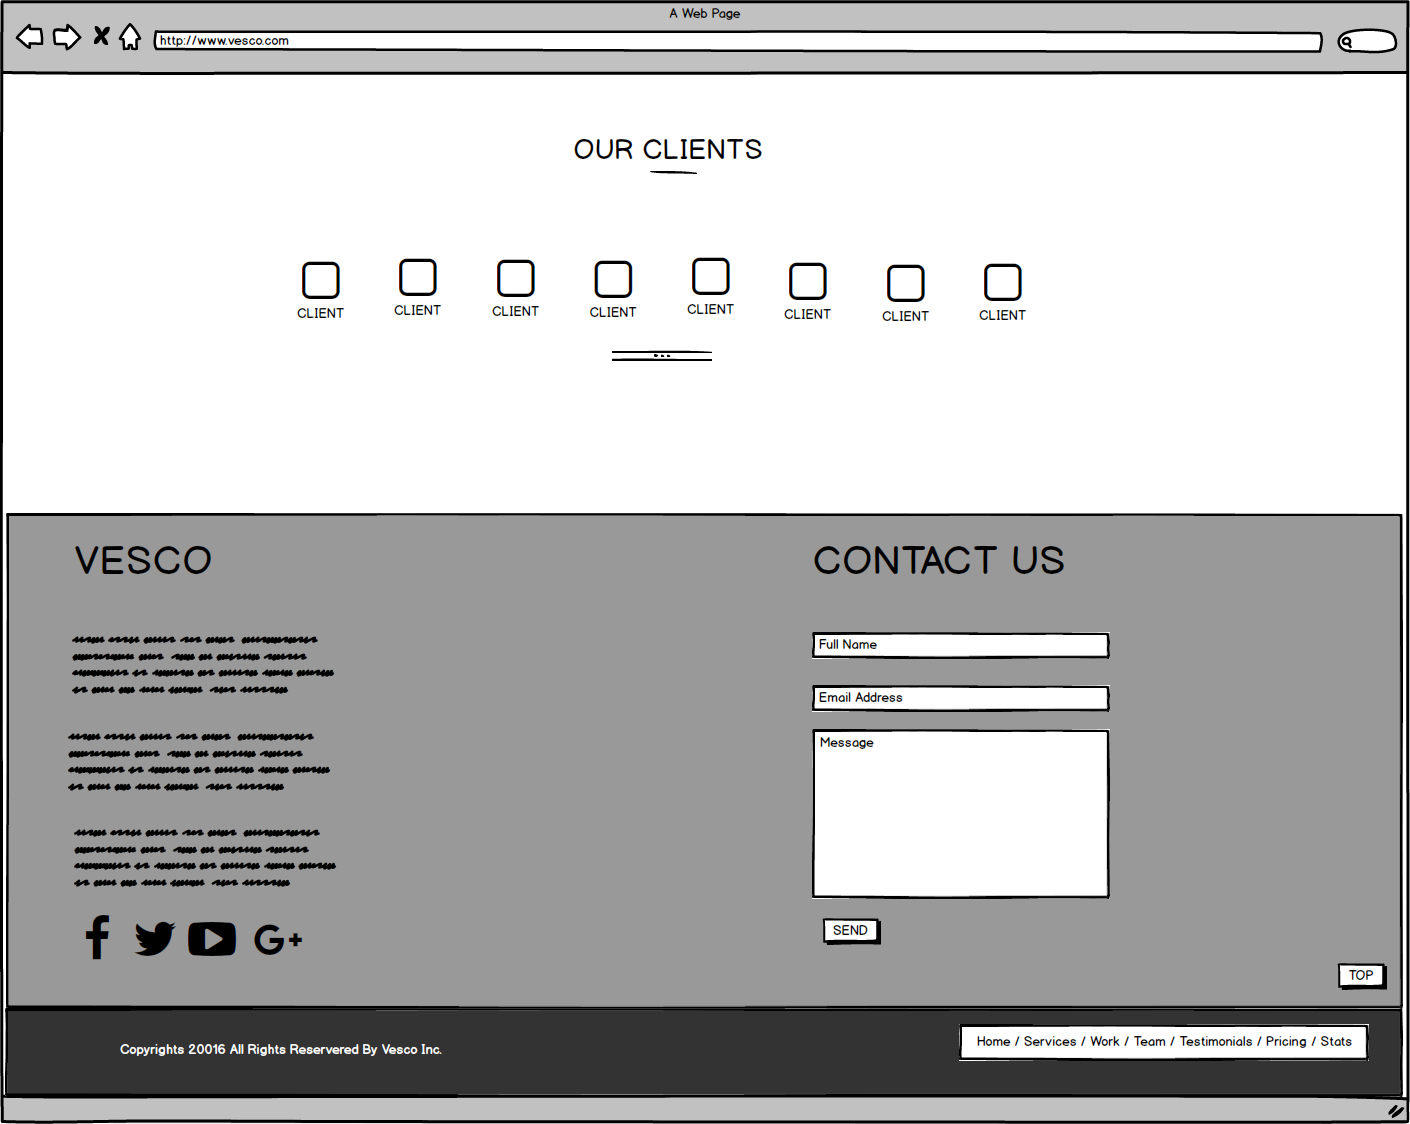 A Web Page
http://www.vesco.com
OUR CLIENTS
CLIENT CLIENT CLIENT CLIENT CLIENT CLIENT CLIENT CLIENT
VESCO
CONTACT US
Full Name
Email Address
Message
SEND
TOP
Copyrights 20016 All Rights Reservered By Vesco Inc.
Home / Services / Work / Team / Testimonials / Pricing / Stats